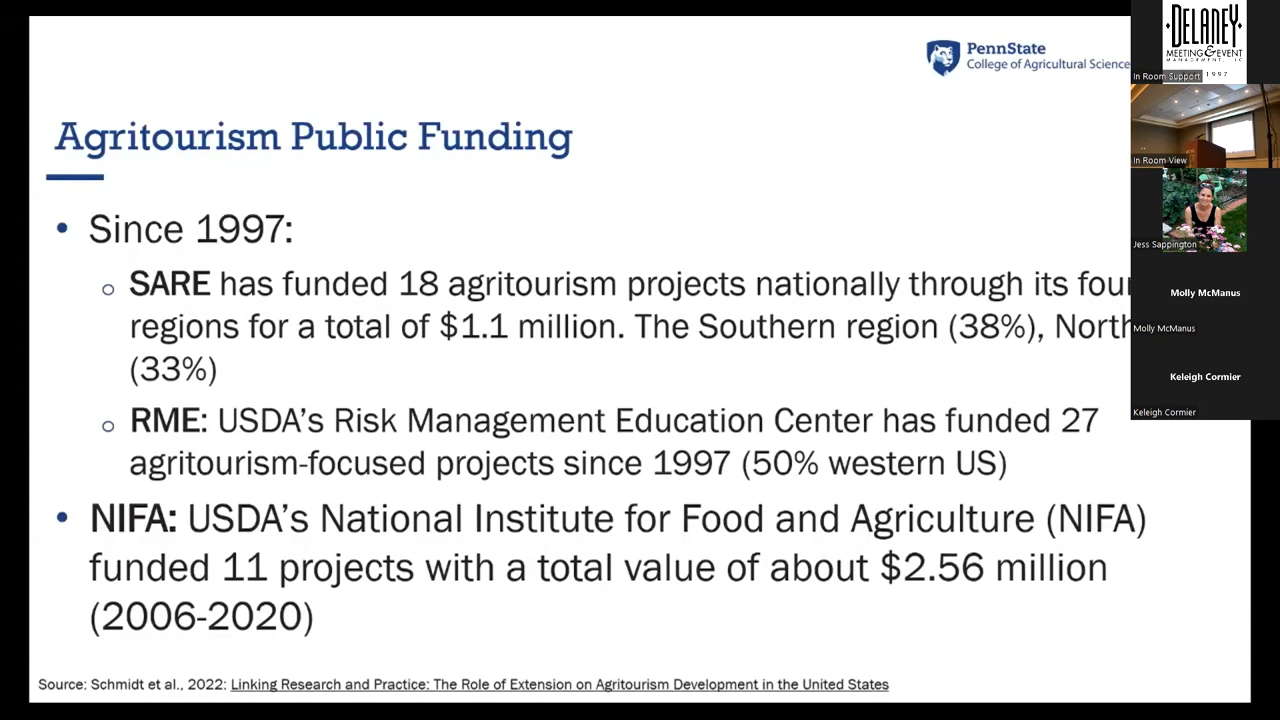 PennState
College of Agricultural Science
Agritourism Public Funding
• Since 1997:
SARE has funded 18 agritourism projects nationally through its four
regions for a total of $1.1 million. The Southern region (38%), North
(33%)
RME: USDA’s Risk Management Education Center has funded 27
agritourism-focused projects since 1997 (50% western US)
• NIFA: USDA’s National Institute for Food and Agriculture (NIFA)
funded 11 projects with a total value of about $2.56 million
(2006-2020)
Source: Schmidt et al., 2022: Linking Research and Practice: The Role of Extension on Agritourism Development in the United States
DELANEY
MEETING & EVENT
MANAGEMENT, LLC
1997
In Room Support
In Room View
Jess Sappington
Molly McManus
Molly McManus
Keleigh Cormier
Keleigh Cormier